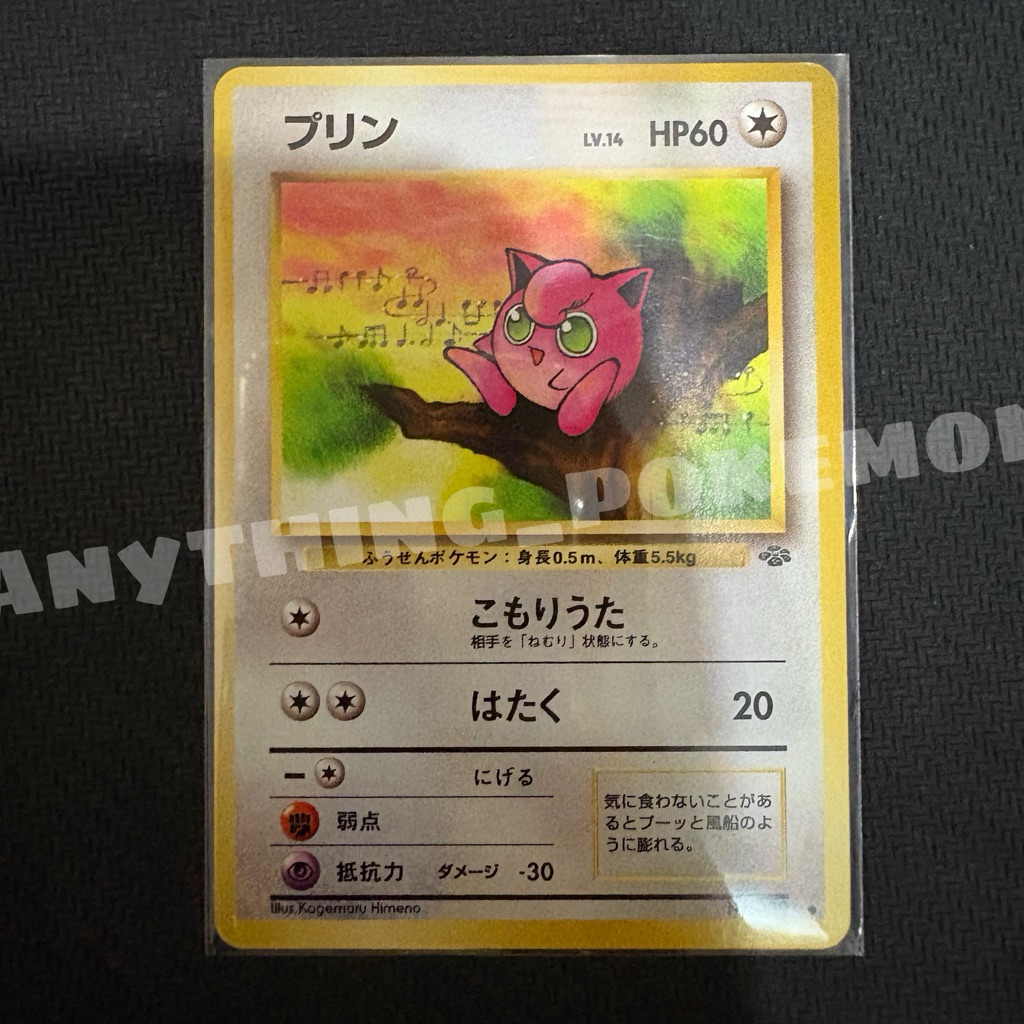 プリン LV.14 HP60
ANYTHING_POKEMON
ふうせんポケモン：身長0.5m、体重5.5kg
こもりうた
相手を「ねむり」状態にする。
はたく 20
にげる
弱点
抵抗力 ダメージ -30
気に食わないことがあ
るとプーッと風船のよ
うに膨れる。
Illus.Kagemaru Himeno